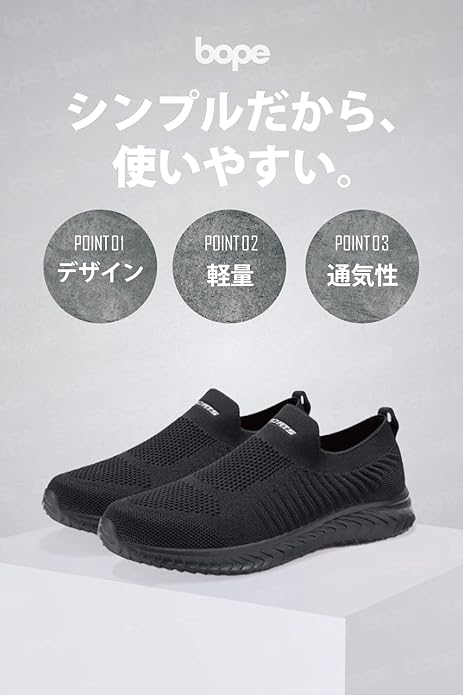 bope
シンプルだから、
使いやすい。
POINT01
デザイン
POINT02
軽量
POINT03
通気性
SPORTS